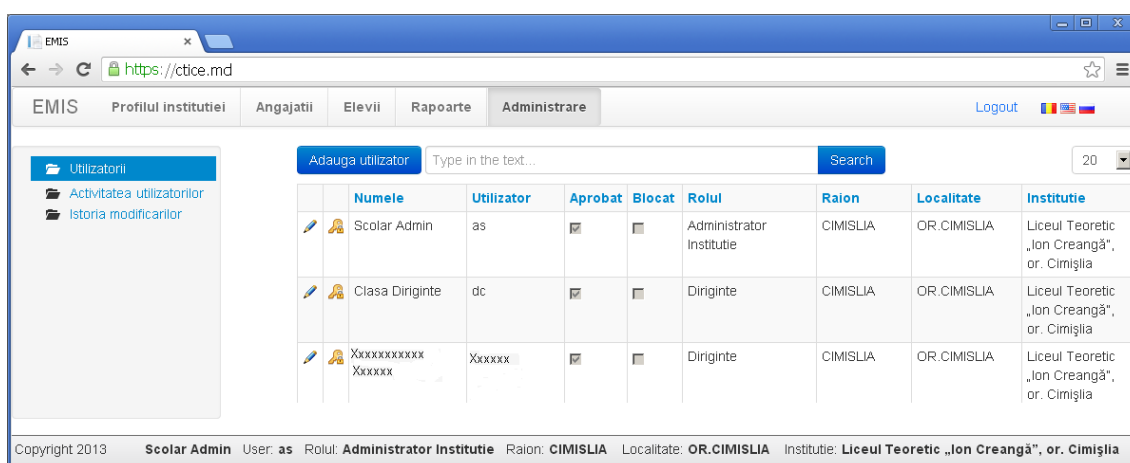 EMIS
https://ctice.md
EMIS Profilul institutiei Angajatii Elevii Rapoarte Administrare Logout
Utilizatorii
Activitatea utilizatorilor
Istoria modificarilor
Adauga utilizator Type in the text... Search 20
Numele Utilizator Aprobat Blocat Rolul Raion Localitate Institutie
Scolar Admin as Administrator CIMISLIA OR.CIMISLIA Liceul Teoretic
Institutie „Ion Creangă",
or. Cimişlia
Clasa Diriginte dc Diriginte CIMISLIA OR.CIMISLIA Liceul Teoretic
„Ion Creangă",
or. Cimişlia
Xxxxxxxxxxx Xxxxxx Diriginte CIMISLIA OR.CIMISLIA Liceul Teoretic
Xxxxxx „Ion Creangă",
or. Cimişlia
Copyright 2013 Scolar Admin User: as Rolul: Administrator Institutie Raion: CIMISLIA Localitate: OR.CIMISLIA Institutie: Liceul Teoretic „Ion Creangă", or. Cimişlia